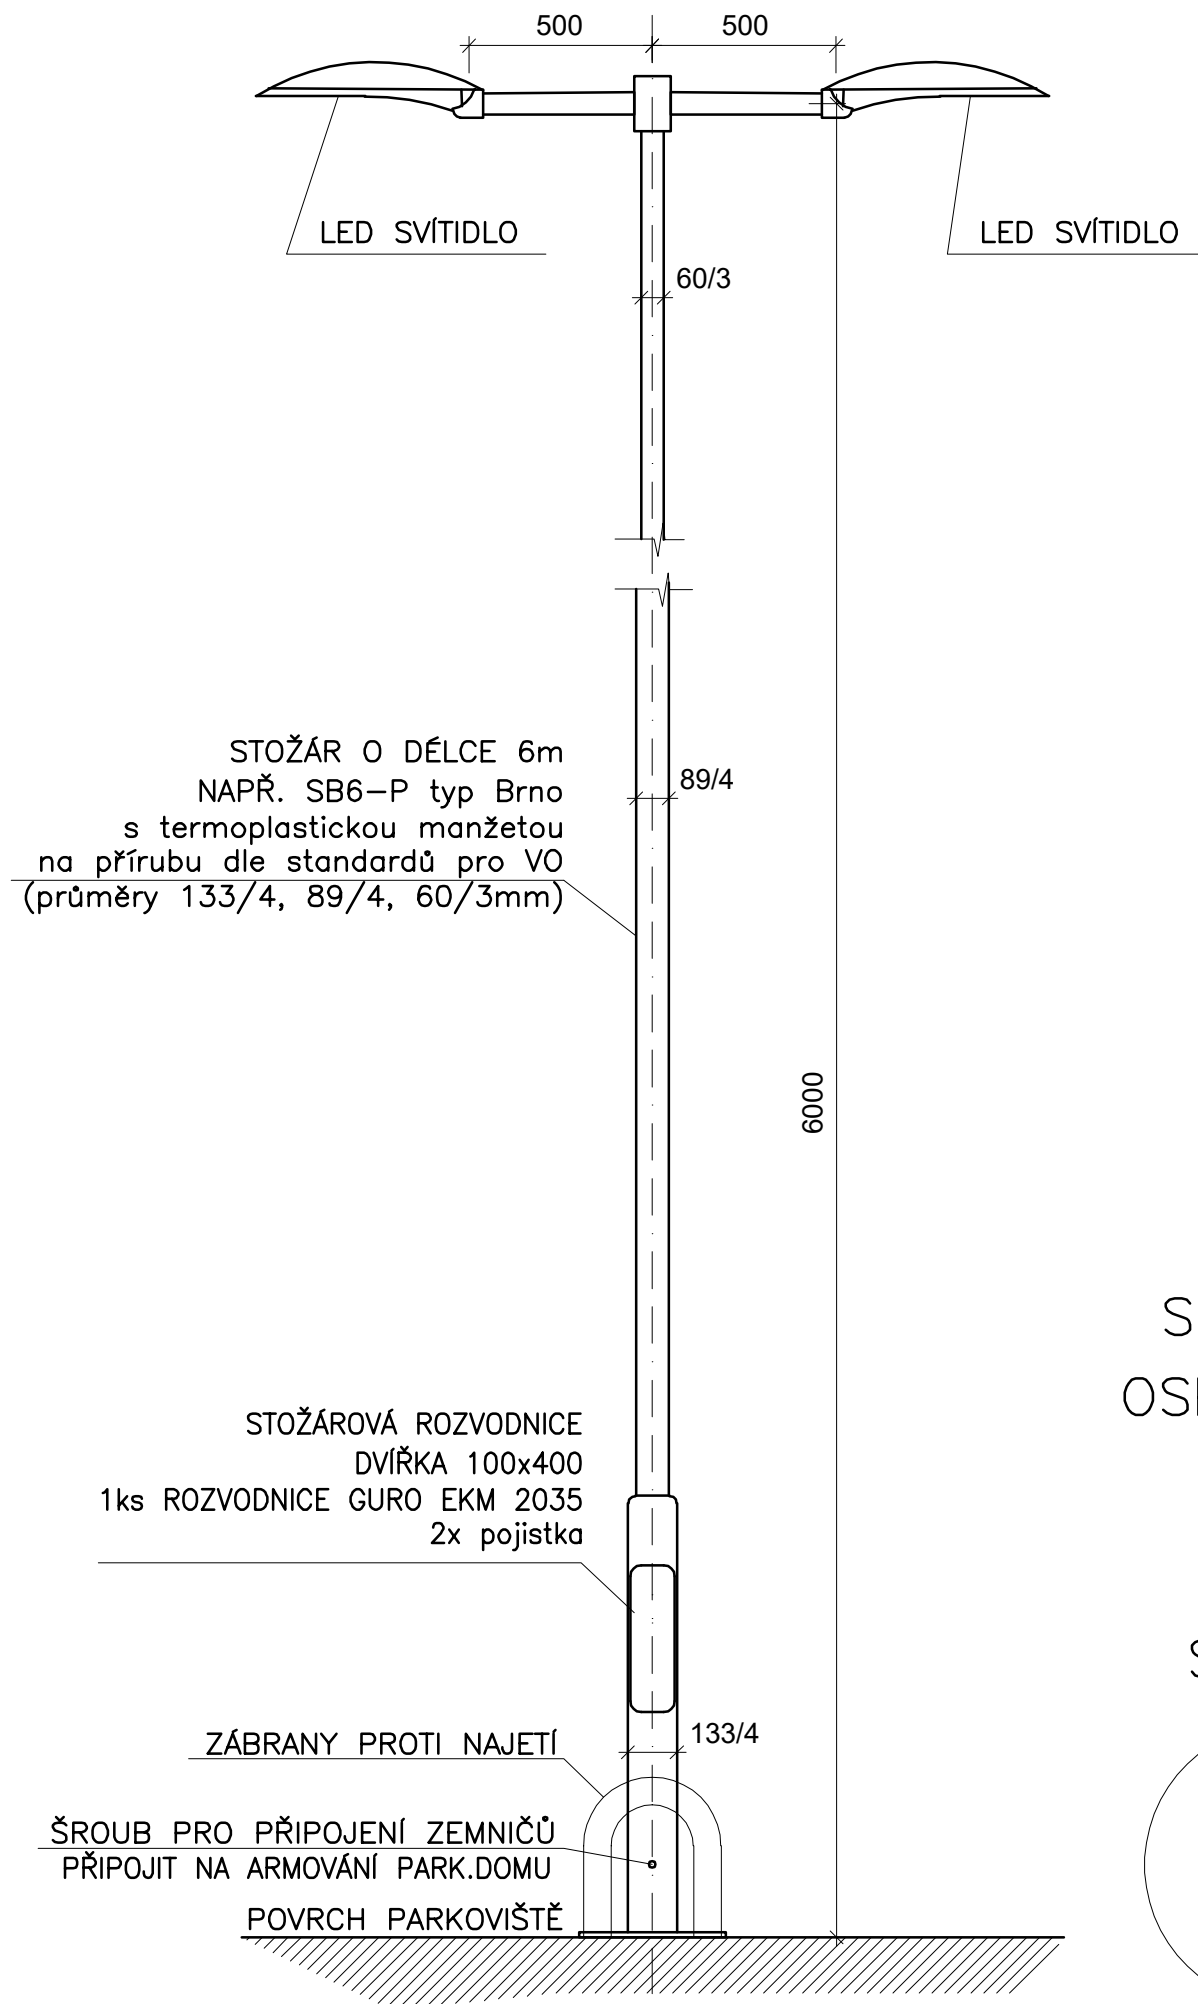 500
500
LED SVÍTIDLO
LED SVÍTIDLO
60/3
STOŽÁR O DÉLCE 6m
NAPŘ. SB6-P typ Brno
s termoplastickou manžetou
na přírubu dle standardů pro VO
(průměry 133/4, 89/4, 60/3mm)
89/4
6000
STOŽÁROVÁ ROZVODNICE
DVÍŘKA 100x400
1ks ROZVODNICE GURO EKM 2035
2x pojistka
133/4
ZÁBRANY PROTI NAJETÍ
ŠROUB PRO PŘIPOJENÍ ZEMNIČŮ
PŘIPOJIT NA ARMOVÁNÍ PARK.DOMU
POVRCH PARKOVIŠTĚ